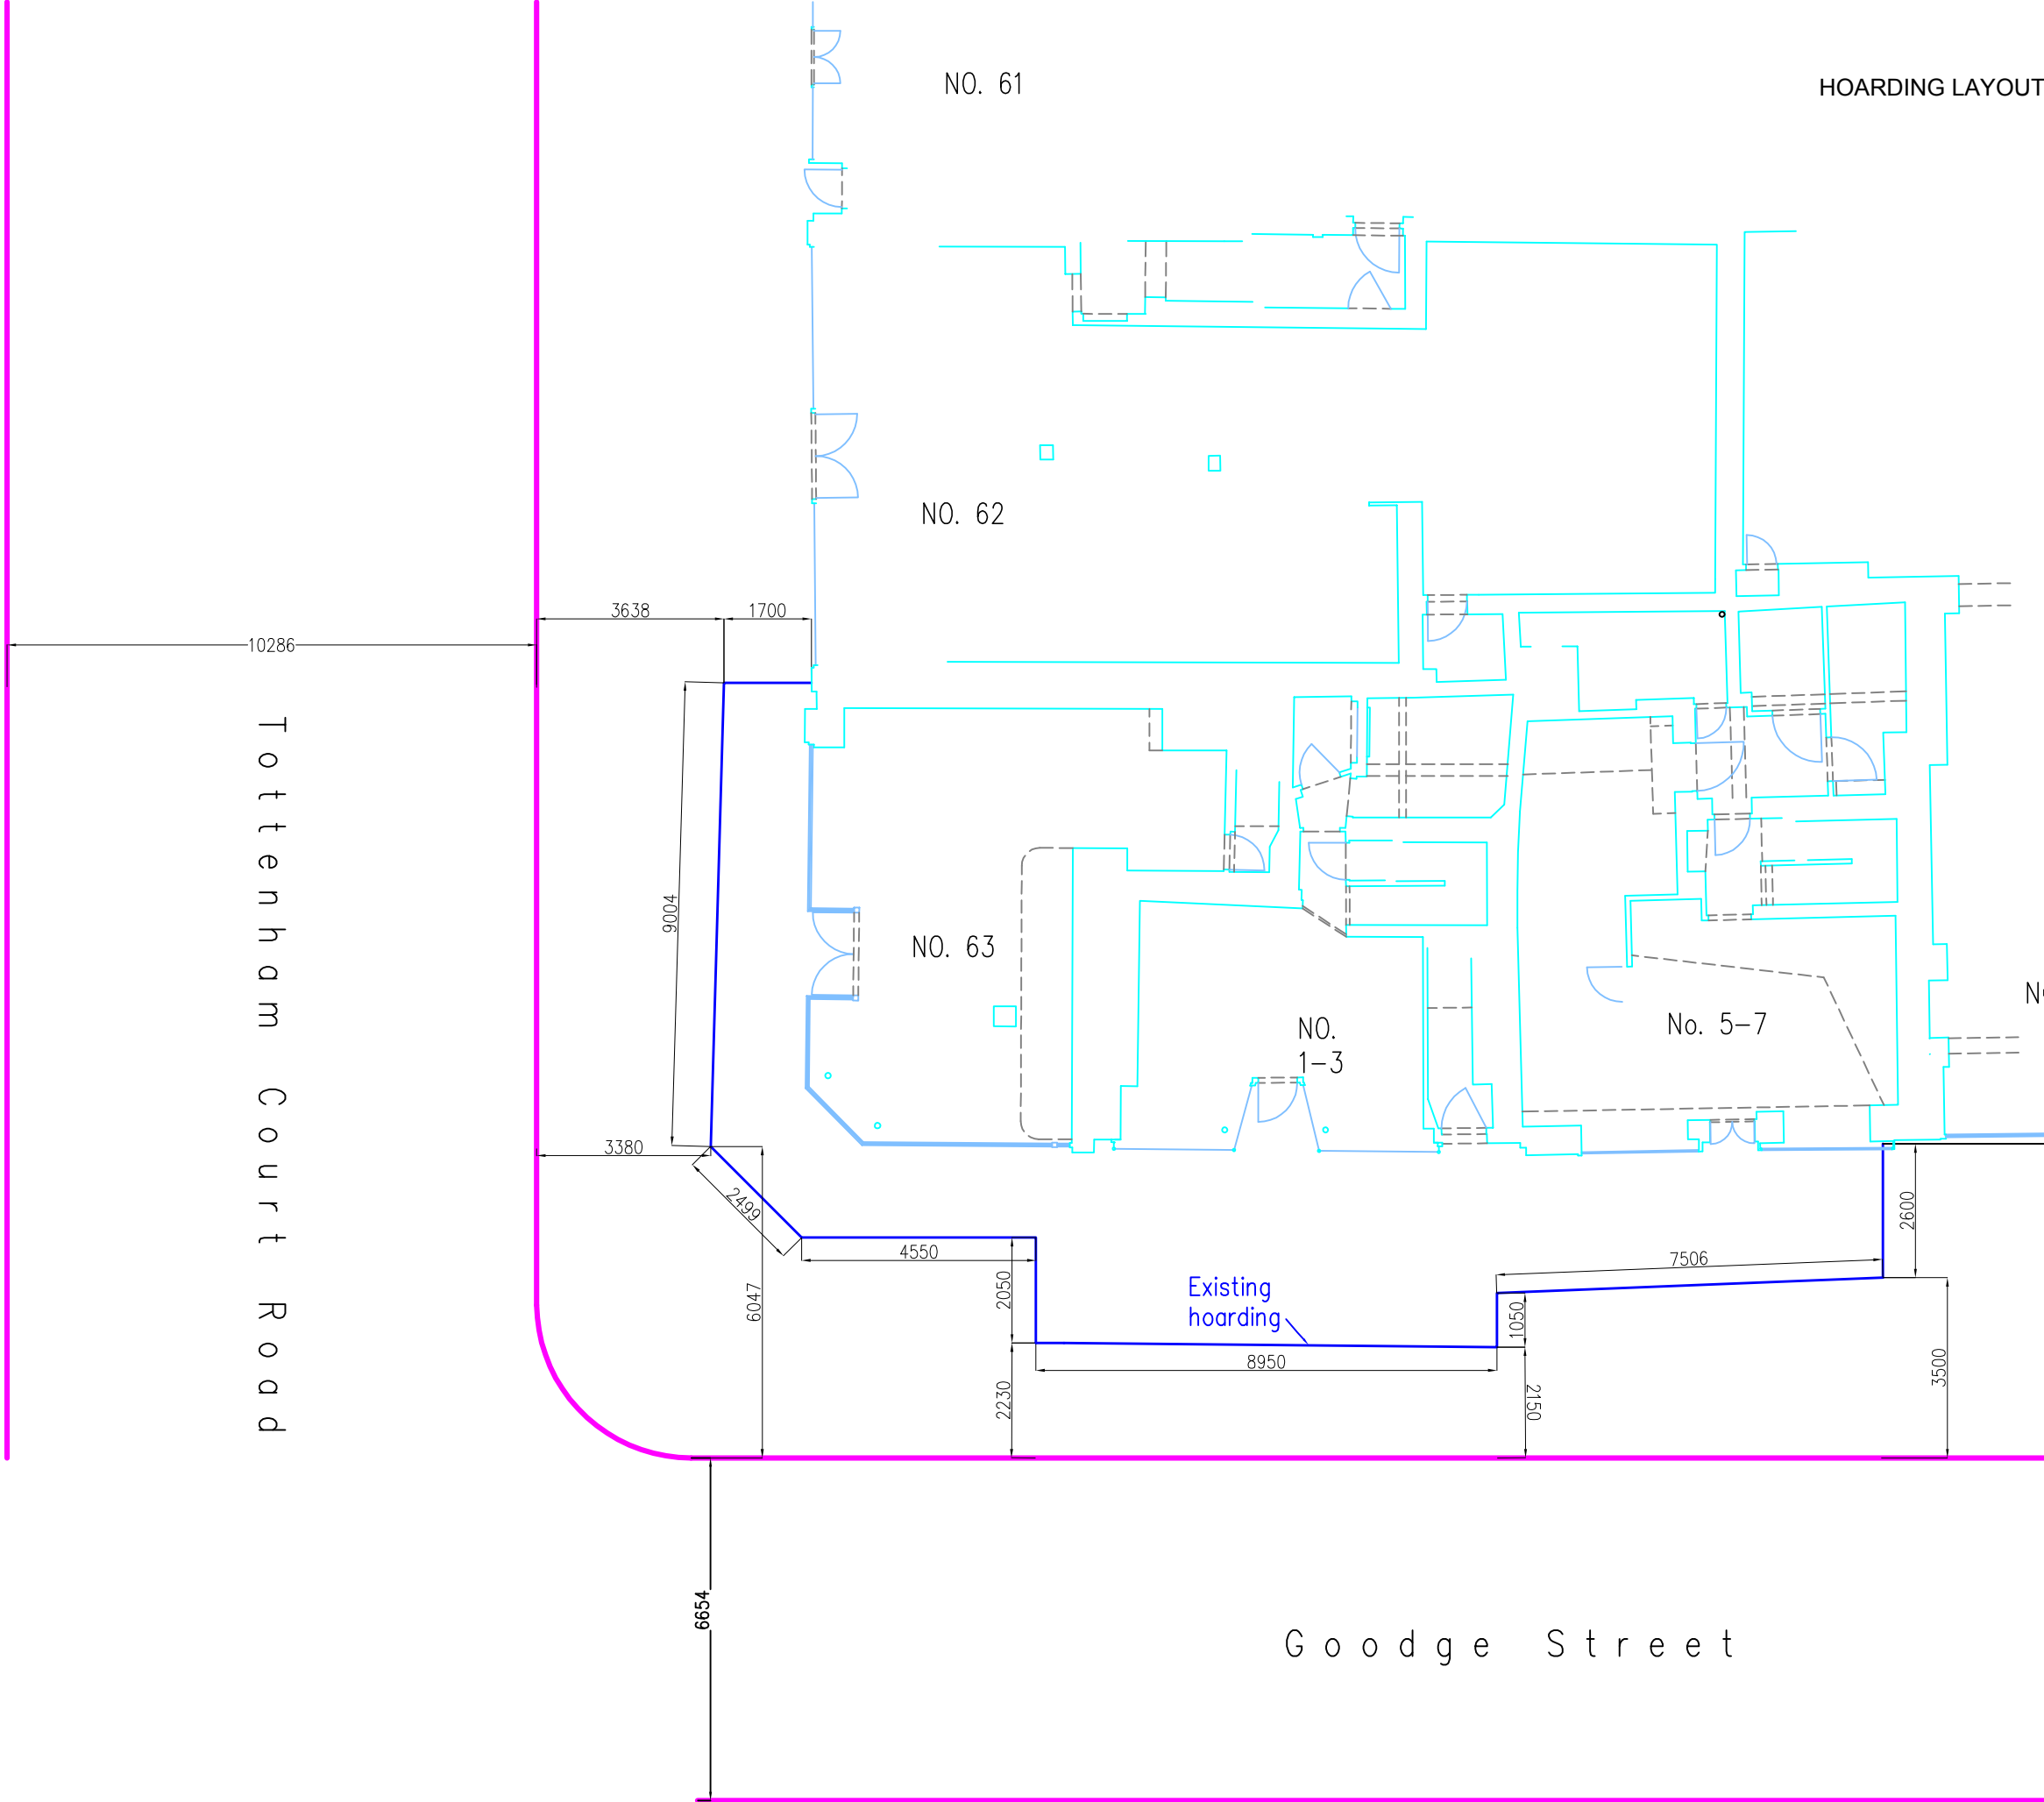 NO. 61
HOARDING LAYOUT
NO. 62
3638
1700
10286
Tottenham Court Road
9004
NO. 63
NO.
1-3
No. 5-7
3380
2499
4550
6047
2050
Existing
hoarding
7506
2600
1050
8950
2230
2150
3500
6654
Goodge Street